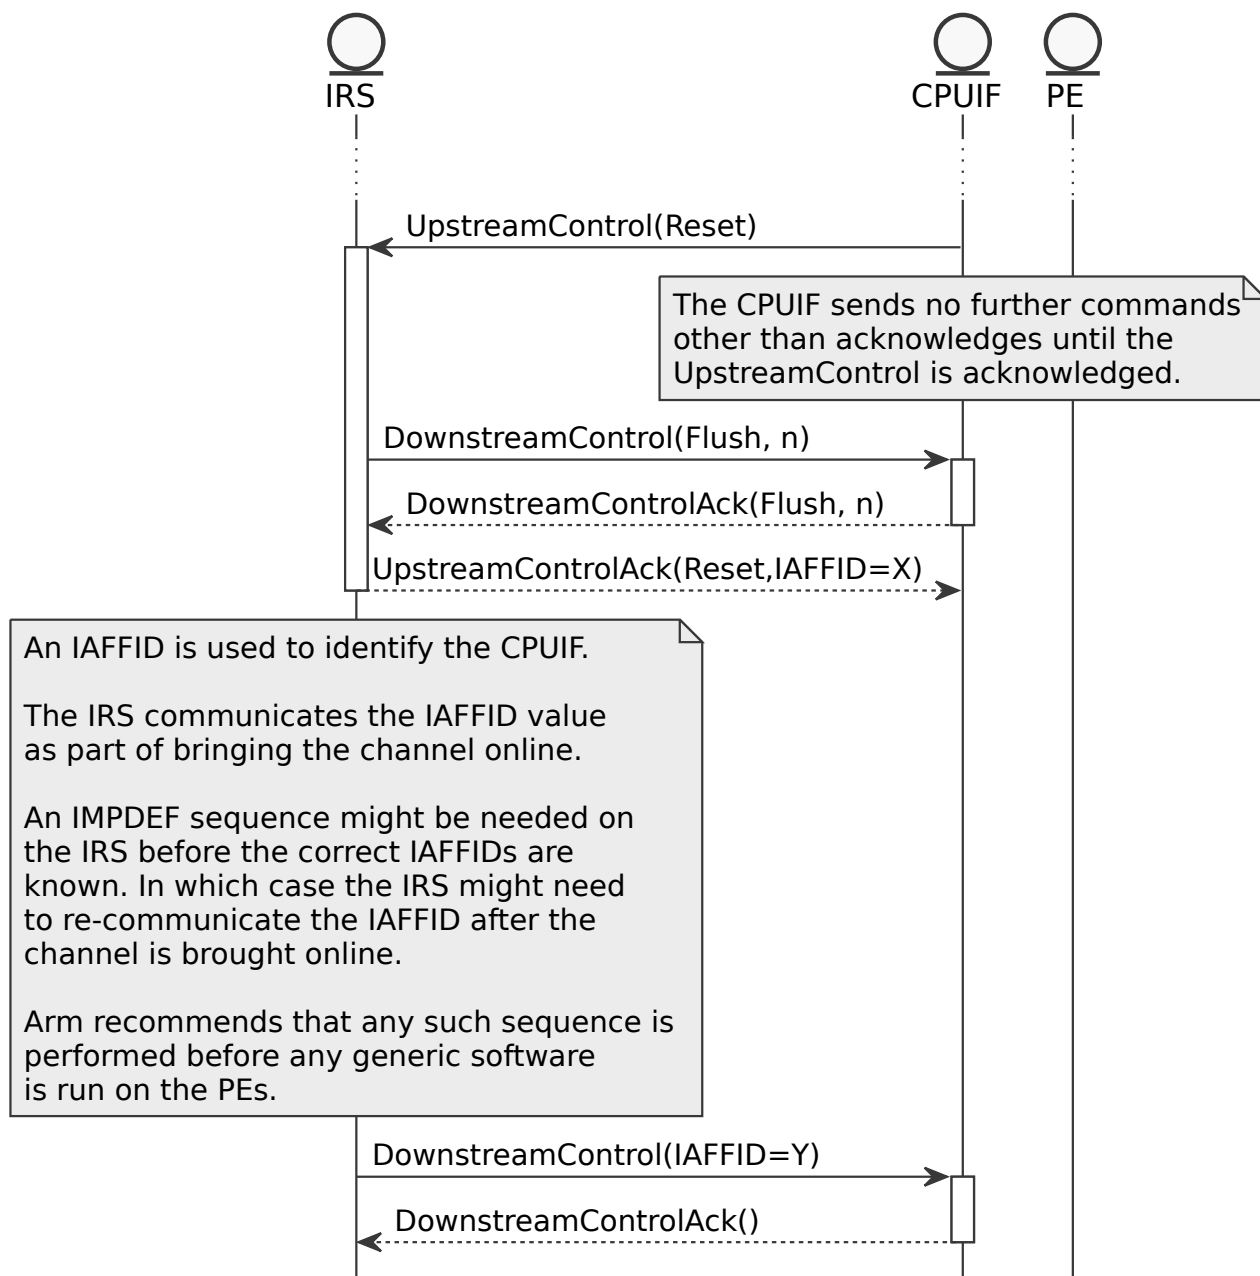 IRS
CPUIF
PE
UpstreamControl(Reset)
The CPUIF sends no further commands
other than acknowledges until the
UpstreamControl is acknowledged.
DownstreamControl(Flush, n)
DownstreamControlAck(Flush, n)
UpstreamControlAck(Reset,IAFFID=X)
An IAFFID is used to identify the CPUIF.
The IRS communicates the IAFFID value
as part of bringing the channel online.
An IMPDEF sequence might be needed on
the IRS before the correct IAFFIDs are
known. In which case the IRS might need
to re-communicate the IAFFID after the
channel is brought online.
Arm recommends that any such sequence is
performed before any generic software
is run on the PEs.
DownstreamControl(IAFFID=Y)
DownstreamControlAck()